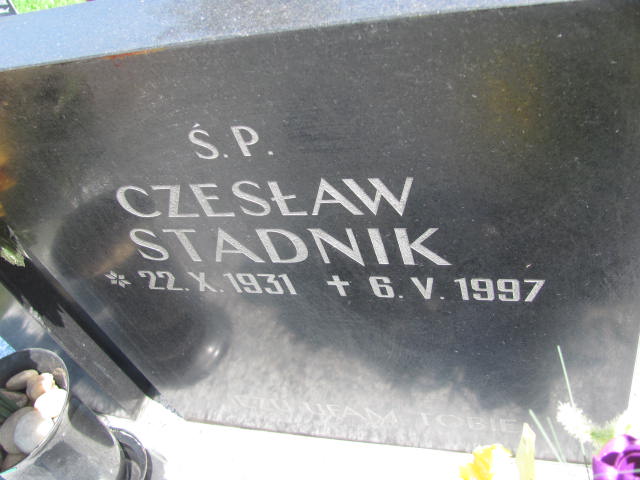 Ś.P.
CZESŁAW
STADNIK
* 22.X.1931 + 6.V.1997
UFAM TOBIE